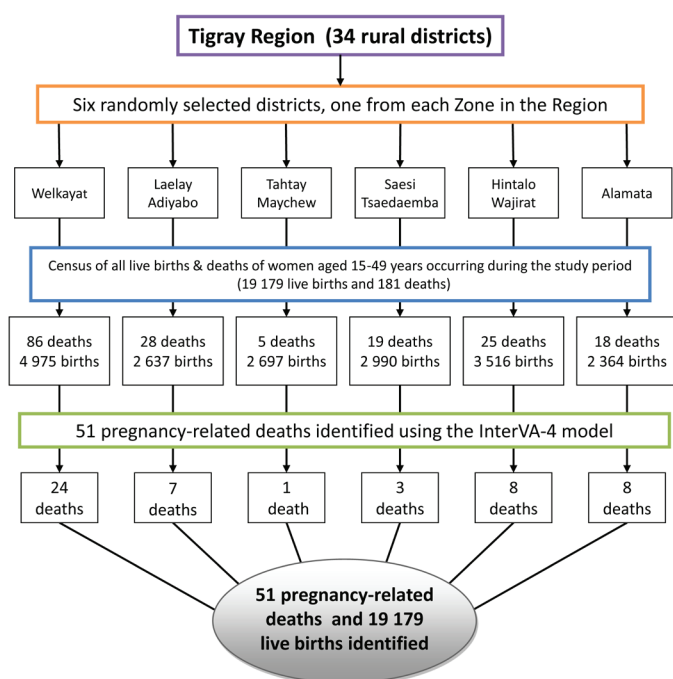 Tigray Region (34 rural districts)
Six randomly selected districts, one from each Zone in the Region
Welkayat
Laelay
Adiyabo
Tahtay
Maychew
Saesi
Tsaedaemba
Hintalo
Wajirat
Alamata
Census of all live births & deaths of women aged 15-49 years occurring during the study period
(19 179 live births and 181 deaths)
86 deaths
4 975 births
28 deaths
2 637 births
5 deaths
2 697 births
19 deaths
2 990 births
25 deaths
3 516 births
18 deaths
2 364 births
51 pregnancy-related deaths identified using the InterVA-4 model
24
deaths
7
deaths
1
death
3
deaths
8
deaths
8
deaths
51 pregnancy-related
deaths and 19 179
live births identified